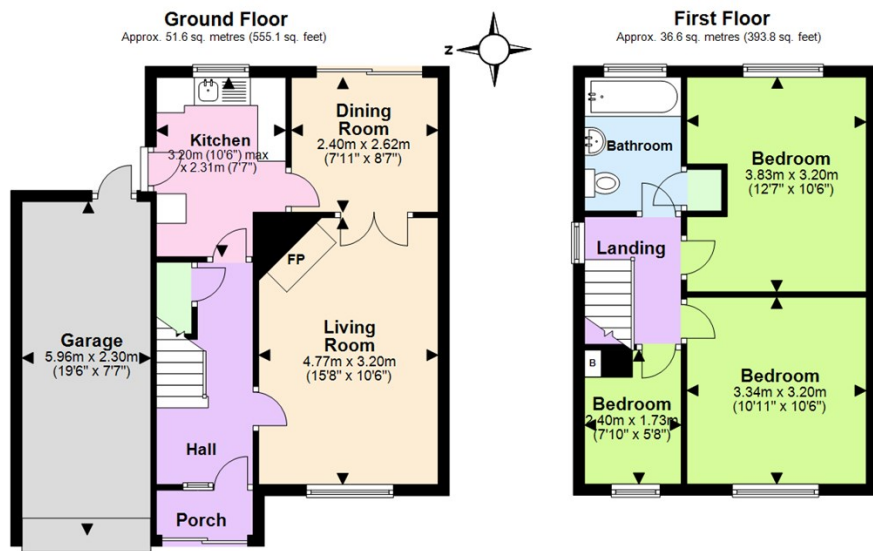 Ground Floor
Approx. 51.6 sq. metres (555.1 sq. feet)
Z
Kitchen
3.20m (10'6") max
x 2.31m (7'7")
Dining
Room
2.40m x 2.62m
(7'11" x 8'7")
FP
Garage
5.96m x 2.30m
(19'6" x 7'7")
Living
Room
4.77m x 3.20m
(15'8" x 10'6")
Hall
Porch
First Floor
Approx. 36.6 sq. metres (393.8 sq. feet)
Bathroom
Bedroom
3.83m x 3.20m
(12'7" x 10'6")
Landing
B
Bedroom
2.40m x 1.73m
(7'10" x 5'8")
Bedroom
3.34m x 3.20m
(10'11" x 10'6")